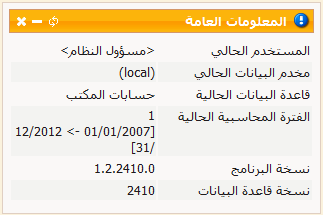 المعلومات العامة
المستخدم الحالي <مسؤول النظام>
مخدم البيانات الحالي (local)
قاعدة البيانات الحالية حسابات المكتب
الفترة المحاسبية الحالية 1
[01/01/2007 -> 12/2012
/31]
نسخة البرنامج 1.2.2410.0
نسخة قاعدة البيانات 2410